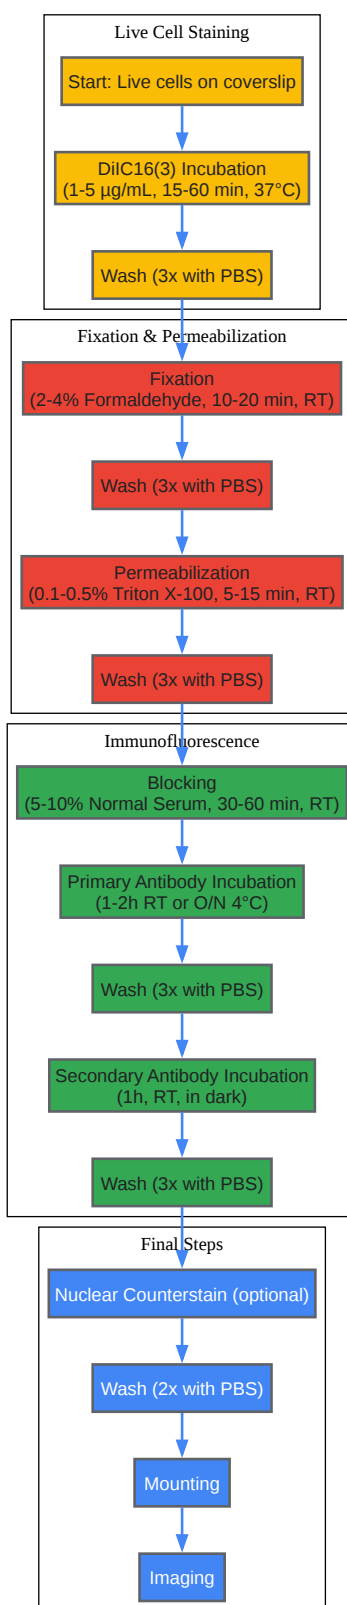 Live Cell Staining
Start: Live cells on coverslip
DiIC16(3) Incubation
(1-5 µg/mL, 15-60 min, 37°C)
Wash (3x with PBS)
Fixation & Permeabilization
Fixation
(2-4% Formaldehyde, 10-20 min, RT)
Wash (3x with PBS)
Permeabilization
(0.1-0.5% Triton X-100, 5-15 min, RT)
Wash (3x with PBS)
Immunofluorescence
Blocking
(5-10% Normal Serum, 30-60 min, RT)
Primary Antibody Incubation
(1-2h RT or O/N 4°C)
Wash (3x with PBS)
Secondary Antibody Incubation
(1h, RT, in dark)
Wash (3x with PBS)
Final Steps
Nuclear Counterstain (optional)
Wash (2x with PBS)
Mounting
Imaging